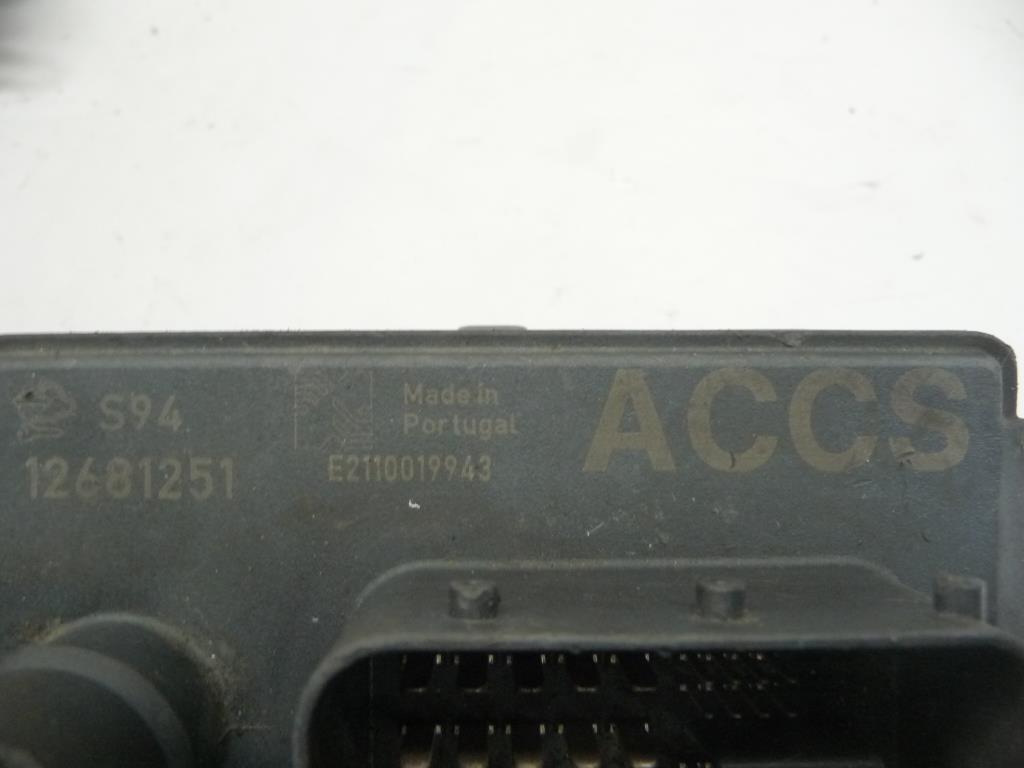 S94
12681251
Made in
Portugal
E2110019943
ACCS